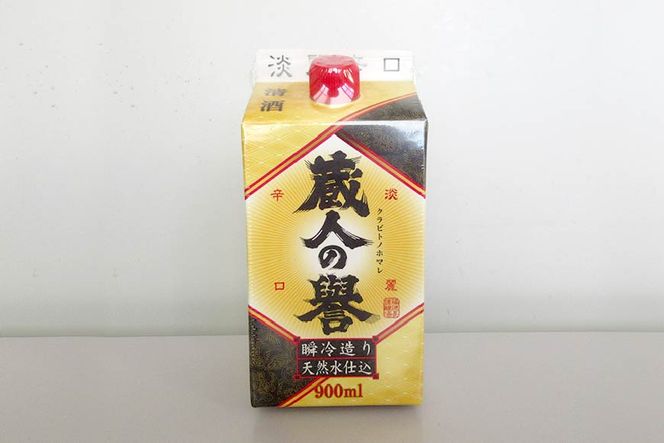 淡麗辛口
清酒
蔵人の譽
クラビトノホマレ
淡麗
辛口
瞬冷造り
天然水仕込
900ml